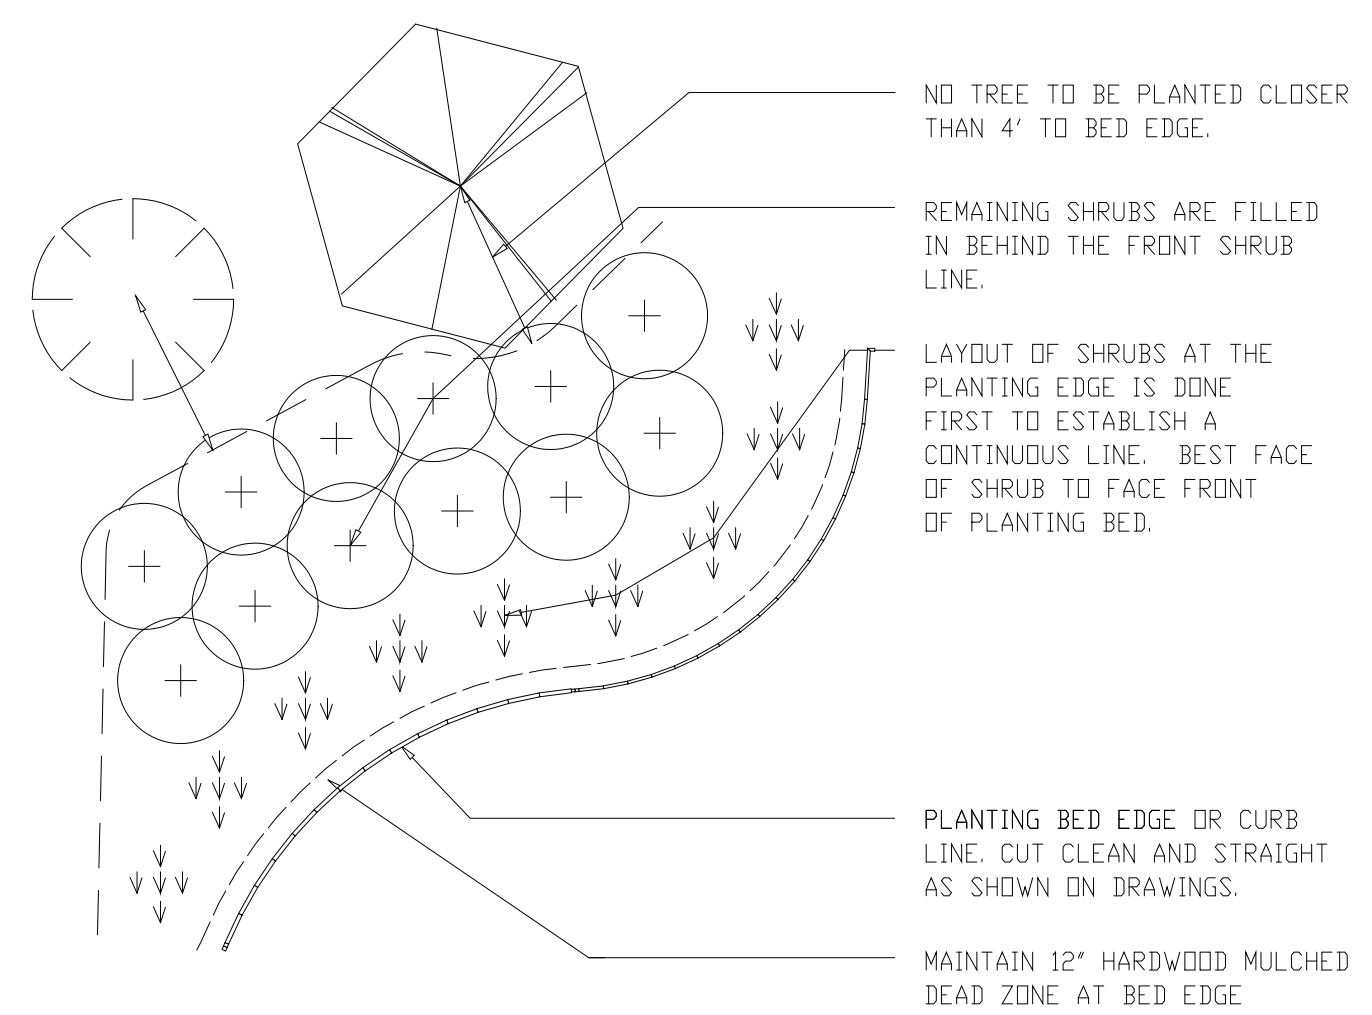 NO TREE TO BE PLANTED CLOSER
THAN 4' TO BED EDGE.
REMAINING SHRUBS ARE FILLED
IN BEHIND THE FRONT SHRUB
LINE.
LAYOUT OF SHRUBS AT THE
PLANTING EDGE IS DONE
FIRST TO ESTABLISH A
CONTINUOUS LINE. BEST FACE
OF SHRUB TO FACE FRONT
OF PLANTING BED.
PLANTING BED EDGE OR CURB
LINE. CUT CLEAN AND STRAIGHT
AS SHOWN ON DRAWINGS.
MAINTAIN 12" HARDWOOD MULCHED
DEAD ZONE AT BED EDGE